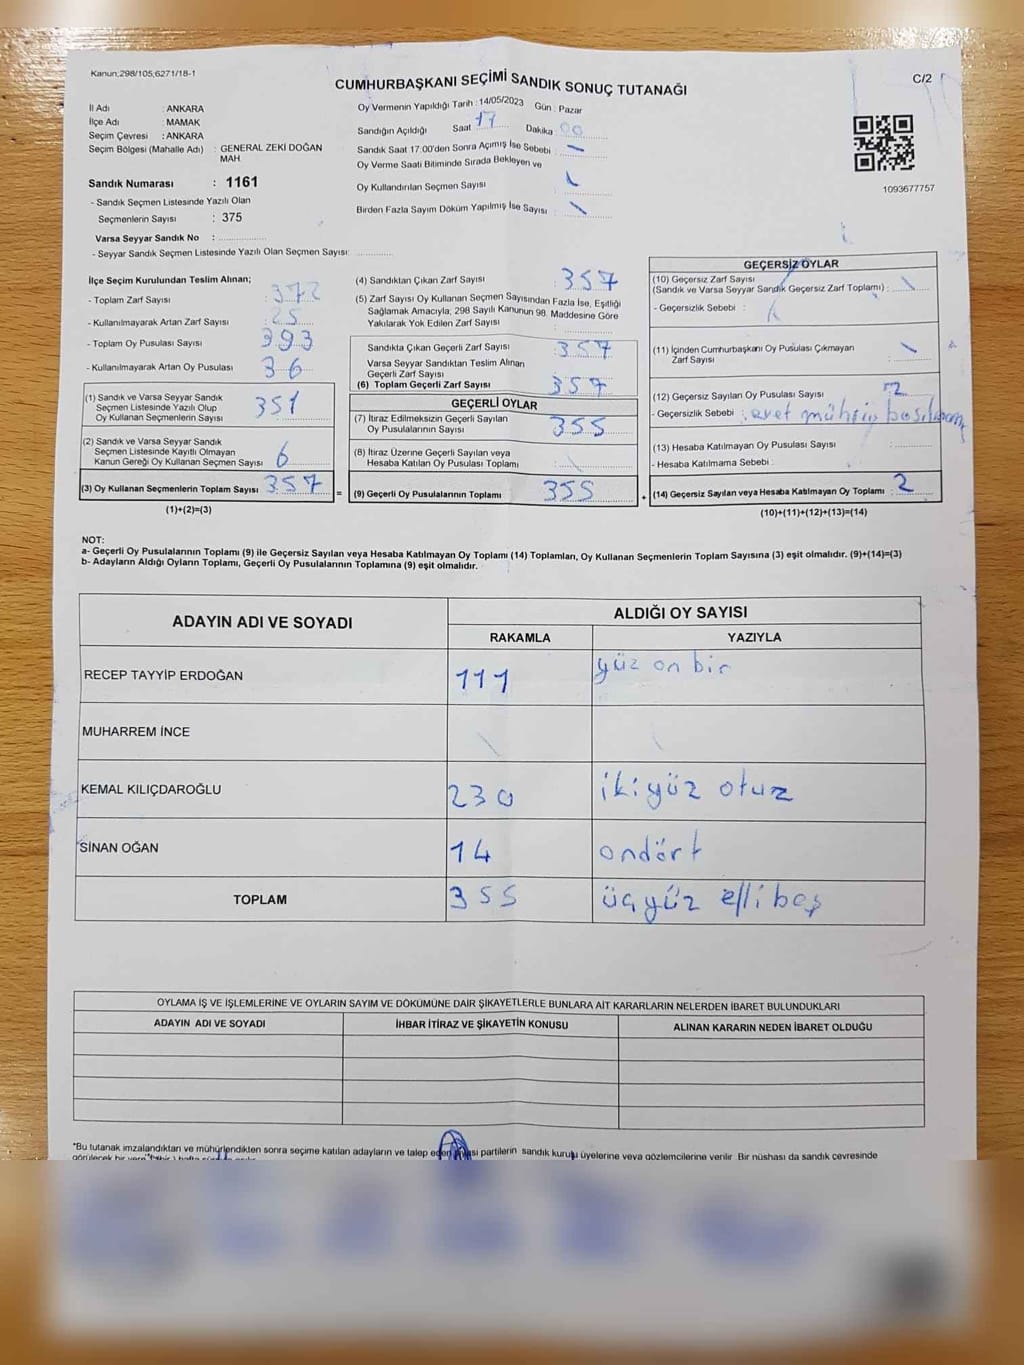 Kanun:298/105;6271/18-1
CUMHURBAŞKANI SEÇİMİ SANDIK SONUÇ TUTANAĞI
C/2
İl Adı : ANKARA
İlçe Adı : MAMAK
Seçim Çevresi : ANKARA
Seçim Bölgesi (Mahalle Adı) : GENERAL ZEKİ DOĞAN
MAH
Sandık Numarası : 1161
- Sandık Seçmen Listesinde Yazılı Olan
Seçmenlerin Sayısı : 375
Varsa Seyyar Sandık No :
- Seyyar Sandık Seçmen Listesinde Yazılı Olan Seçmen Sayısı:
Oy Vermenin Yapıldığı Tarih : 14/05/2023 Gün : Pazar
Sandığın Açıldığı Saat 17 Dakika 00
Sandık Saat 17:00'den Sonra Açımış İse Sebebi :
Oy Verme Saati Bitiminde Sırada Bekleyen ve
Oy Kullandırılan Seçmen Sayısı
Birden Fazla Sayım Döküm Yapılmış İse Sayısı
1093677757
İlçe Seçim Kurulundan Teslim Alınan;
- Toplam Zarf Sayısı : 372
- Kullanılmayarak Artan Zarf Sayısı : 25
- Toplam Oy Pusulası Sayısı : 393
- Kullanılmayarak Artan Oy Pusulası 36
(1) Sandık ve Varsa Seyyar Sandık
Seçmen Listesinde Yazılı Olup
Oy Kullanan Seçmenlerin Sayısı 351
(2) Sandık ve Varsa Seyyar Sandık
Seçmen Listesinde Kayıtlı Olmayan
Kanun Gereği Oy Kullanan Seçmen Sayısı 6
(3) Oy Kullanan Seçmenlerin Toplam Sayısı : 357
(1)+(2)=(3)
=
(4) Sandıktan Çıkan Zarf Sayısı 357
(5) Zarf Sayısı Oy Kullanan Seçmen Sayısından Fazla İse, Eşitliği
Sağlamak Amacıyla; 298 Sayılı Kanunun 98. Maddesine Göre
Yakılarak Yok Edilen Zarf Sayısı
Sandıkta Çıkan Geçerli Zarf Sayısı : 357
Varsa Seyyar Sandıktan Teslim Alınan
Geçerli Zarf Sayısı
(6) Toplam Geçerli Zarf Sayısı 357
GEÇERLİ OYLAR
(7) İtiraz Edilmeksizin Geçerli Sayılan
Oy Pusulalarının Sayısı 355
(8) İtiraz Üzerine Geçerli Sayılan veya
Hesaba Katılan Oy Pusulası Toplamı
(9) Geçerli Oy Pusulalarının Toplamı 355
+
GEÇERSİZ OYLAR
(10) Geçersiz Zarf Sayısı
(Sandık ve Varsa Seyyar Sandık Geçersiz Zarf Toplamı) :
- Geçersizlik Sebebi :
(11) İçinden Cumhurbaşkanı Oy Pusulası Çıkmayan
Zarf Sayısı
(12) Geçersiz Sayılan Oy Pusulası Sayısı 2
- Geçersizlik Sebebi : evet mührün
(13) Hesaba Katılmayan Oy Pusulası Sayısı
- Hesaba Katılmama Sebebi :
(14) Geçersiz Sayılan veya Hesaba Katılmayan Oy Toplamı : 2
(10)+(11)+(12)+(13)=(14)
NOT:
a- Geçerli Oy Pusulalarının Toplamı (9) ile Geçersiz Sayılan veya Hesaba Katılmayan Oy Toplamı (14) Toplamları, Oy Kullanan Seçmenlerin Toplam Sayısına (3) eşit olmalıdır. (9)+(14)=(3)
b- Adayların Aldığı Oyların Toplamı, Geçerli Oy Pusulalarının Toplamına (9) eşit olmalıdır.
ADAYIN ADI VE SOYADI ALDIĞI OY SAYISI
RAKAMLA YAZIYLA
RECEP TAYYİP ERDOĞAN 111 yüz on bir
MUHARREM İNCE
KEMAL KILIÇDAROĞLU 230 ikiyüz otuz
SİNAN OĞAN 14 ondört
TOPLAM 355 üçyüz elli beş
OYLAMA İŞ VE İŞLEMLERİNE VE OYLARIN SAYIM VE DÖKÜMÜNE DAİR ŞİKAYETLERLE BUNLARA AİT KARARLARIN NELERDEN İBARET BULUNDUKLARI
ADAYIN ADI VE SOYADI İHBAR İTİRAZ VE ŞİKAYETİN KONUSU ALINAN KARARIN NEDEN İBARET OLDUĞU
*Bu tutanak imzalandıktan ve mühürlendikten sonra seçime katılan adayların ve talep eden siyasi partilerin sandık kurulu üyelerine veya gözlemcilerine verilir. Bir nüshası da sandık çevresinde